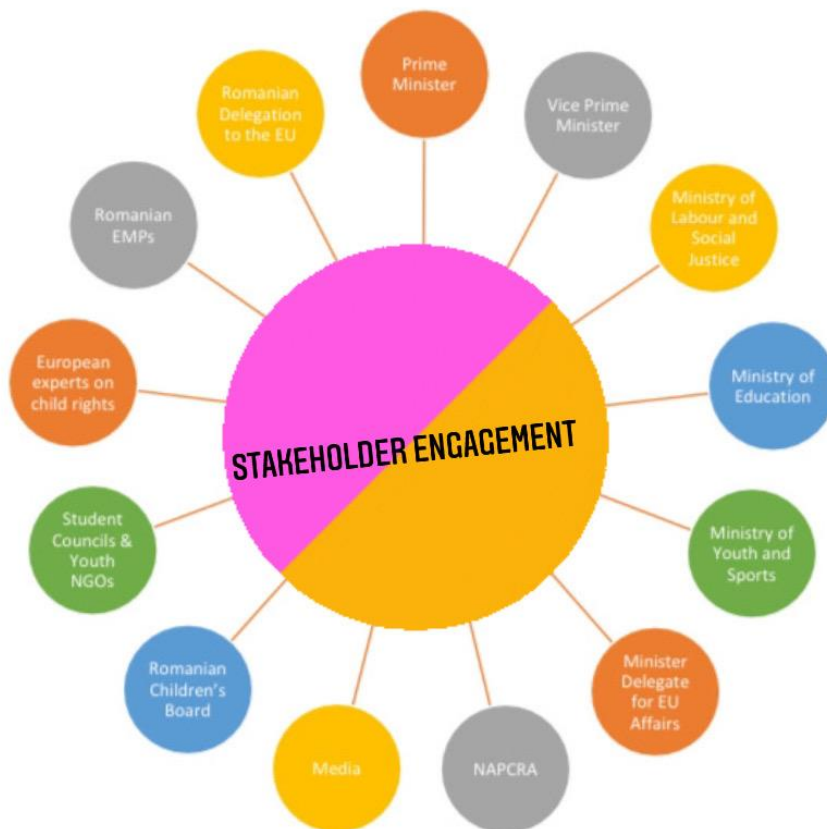 Prime
Minister
Vice Prime
Minister
Ministry of
Labour and
Social
Justice
Ministry of
Education
Ministry of
Youth and
Sports
Minister
Delegate
for EU
Affairs
NAPCRA
Media
Romanian
Children's
Board
Student
Councils &
Youth
NGOs
European
experts on
child rights
Romanian
EMPs
Romanian
Delegation
to the EU
STAKEHOLDER ENGAGEMENT